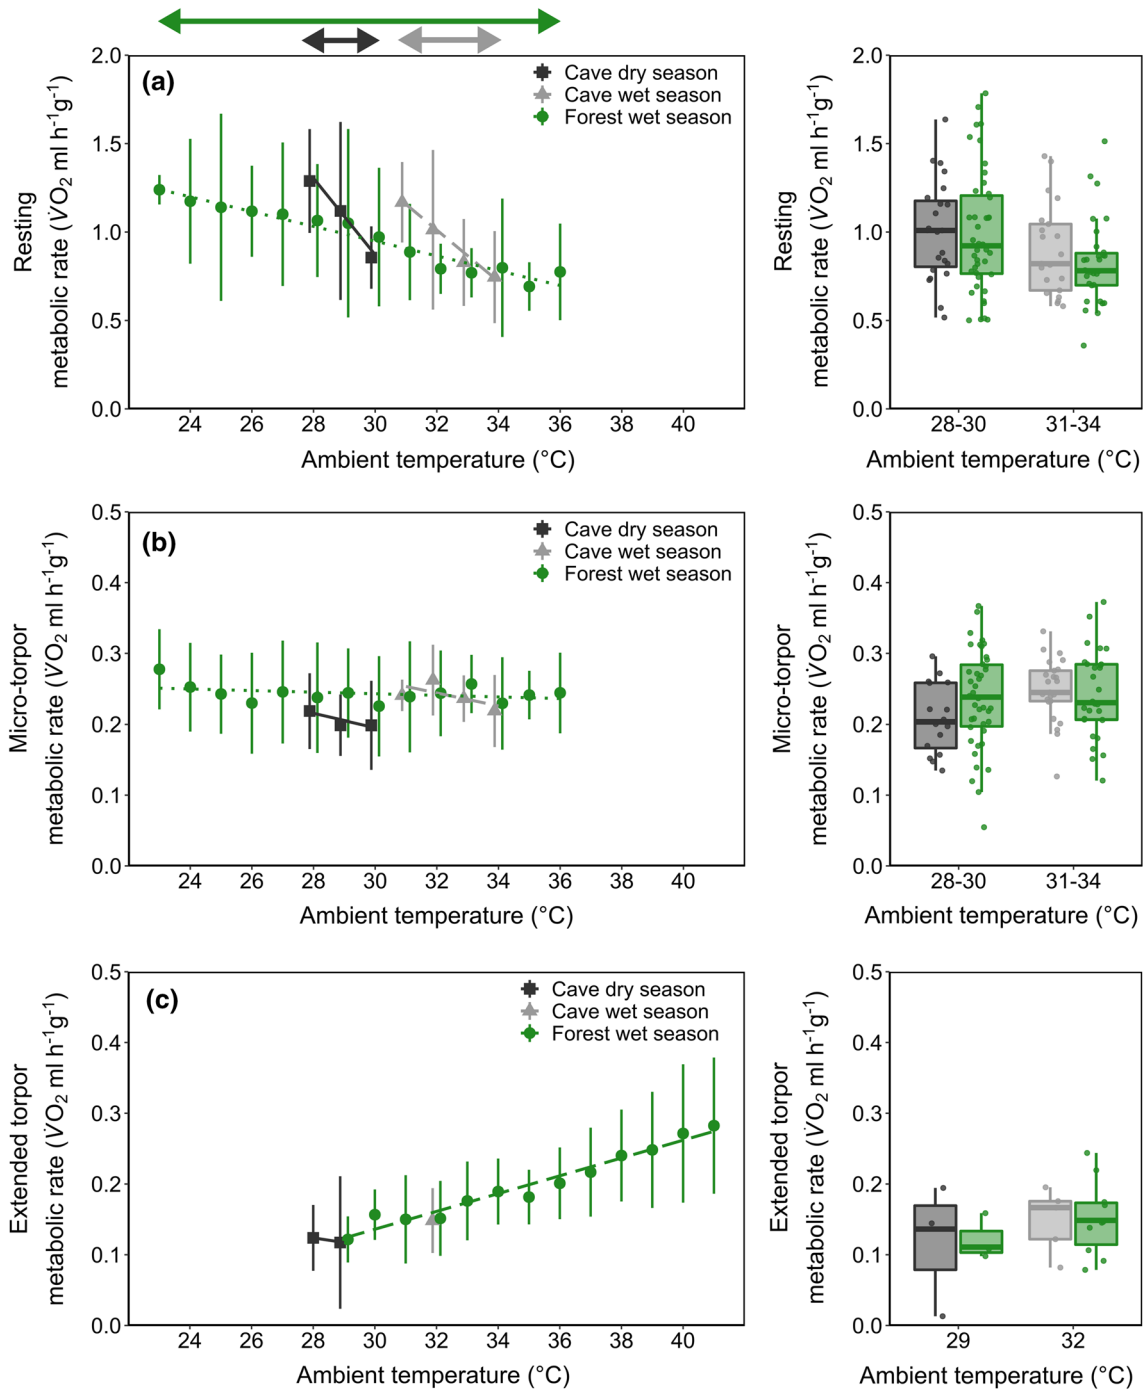 (a)
Cave dry season
Cave wet season
Forest wet season
2.0
1.5
1.0
0.5
0.0
Resting
metabolic rate (V̇O2 ml h-1g-1)
24 26 28 30 32 34 36 38 40
Ambient temperature (°C)
2.0
1.5
1.0
0.5
0.0
Resting
metabolic rate (V̇O2 ml h-1g-1)
28-30 31-34
Ambient temperature (°C)
(b)
Cave dry season
Cave wet season
Forest wet season
0.5
0.4
0.3
0.2
0.1
0.0
Micro-torpor
metabolic rate (V̇O2 ml h-1g-1)
24 26 28 30 32 34 36 38 40
Ambient temperature (°C)
0.5
0.4
0.3
0.2
0.1
0.0
Micro-torpor
metabolic rate (V̇O2 ml h-1g-1)
28-30 31-34
Ambient temperature (°C)
(c)
Cave dry season
Cave wet season
Forest wet season
0.5
0.4
0.3
0.2
0.1
0.0
Extended torpor
metabolic rate (V̇O2 ml h-1g-1)
24 26 28 30 32 34 36 38 40
Ambient temperature (°C)
0.5
0.4
0.3
0.2
0.1
0.0
Extended torpor
metabolic rate (V̇O2 ml h-1g-1)
29 32
Ambient temperature (°C)